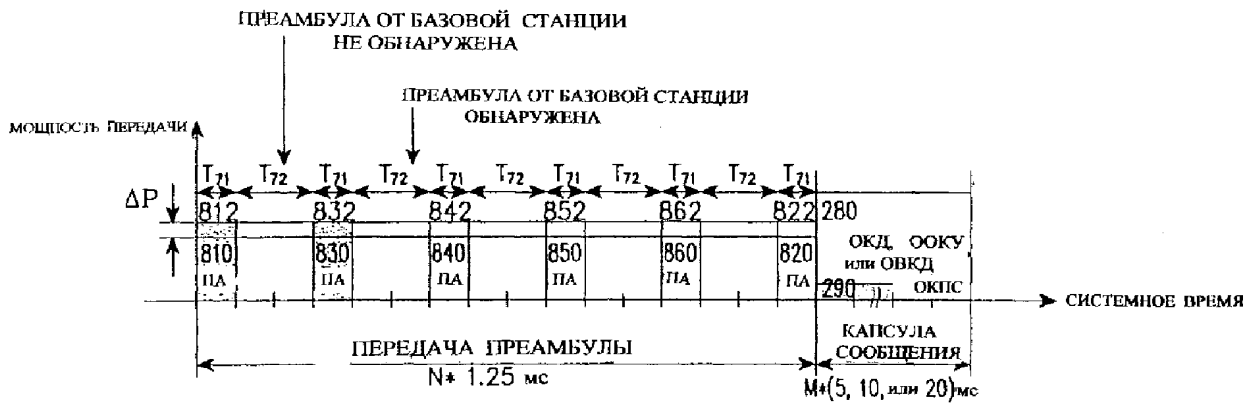 ПРЕАМБУЛА ОТ БАЗОВОЙ СТАНЦИИ
НЕ ОБНАРУЖЕНА
ПРЕАМБУЛА ОТ БАЗОВОЙ СТАНЦИИ
ОБНАРУЖЕНА
МОЩНОСТЬ ПЕРЕДАЧИ
T71 T72 T71 T72 T71 T72 T71 T72 T71 T72 T71
ΔP
812 832 842 852 862 822 280
810 830 840 850 860 820
ПА ПА ПА ПА ПА ПА
ОКД, ООКУ
или ОВКД
290 ОКПС
СИСТЕМНОЕ ВРЕМЯ
ПЕРЕДАЧА ПРЕАМБУЛЫ
N* 1.25 мс
КАПСУЛА
СООБЩЕНИЯ
M*(5, 10, или 20)мс